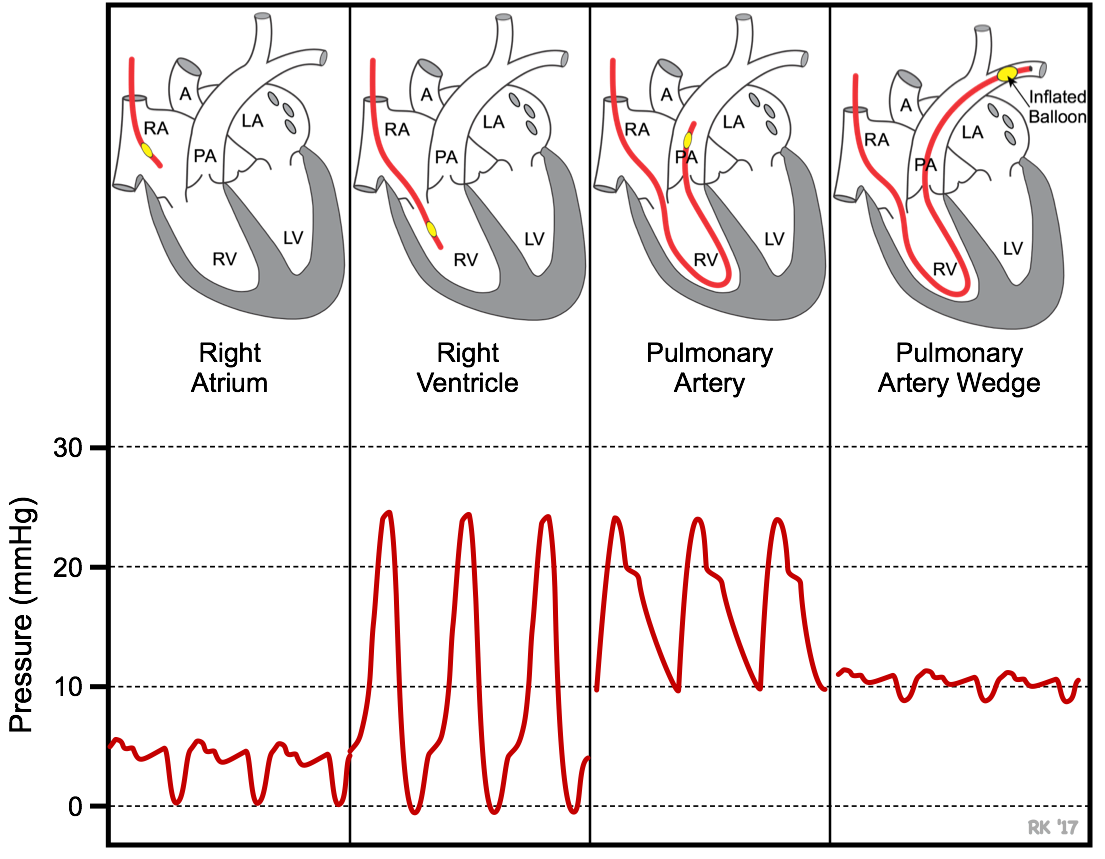 A
RA
LA
PA
LV
RV
A
RA
LA
PA
LV
RV
A
RA
LA
PA
LV
RV
A
RA
LA
PA
LV
RV
Inflated
Balloon
Right
Atrium
Right
Ventricle
Pulmonary
Artery
Pulmonary
Artery Wedge
Pressure (mmHg)
30
20
10
0
RK '17